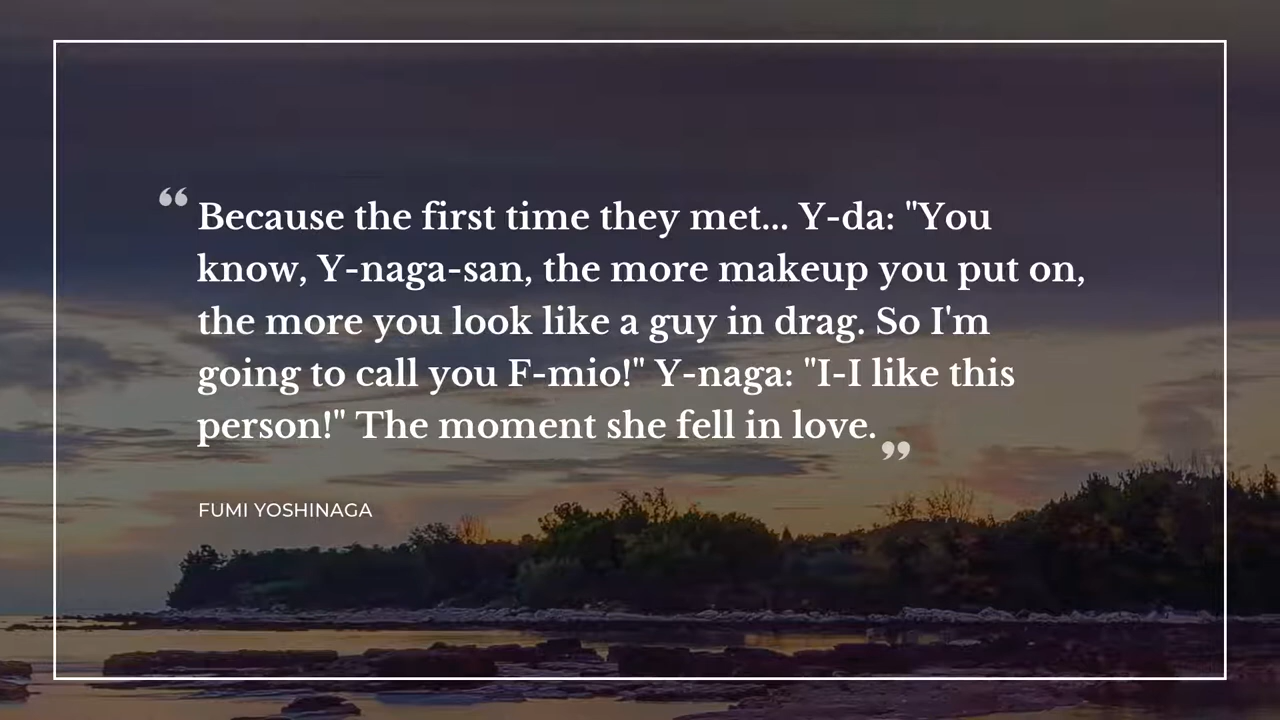 “Because the first time they met... Y-da: "You
know, Y-naga-san, the more makeup you put on,
the more you look like a guy in drag. So I'm
going to call you F-mio!" Y-naga: "I-I like this
person!" The moment she fell in love.”
FUMI YOSHINAGA